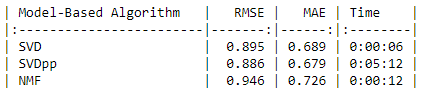 | Model-Based Algorithm   |   RMSE |   MAE | Time    |
|:------------------------|-------:|------:|:--------|
| SVD                     |  0.895 | 0.689 | 0:00:06 |
| SVDpp                   |  0.886 | 0.679 | 0:05:12 |
| NMF                     |  0.946 | 0.726 | 0:00:12 |